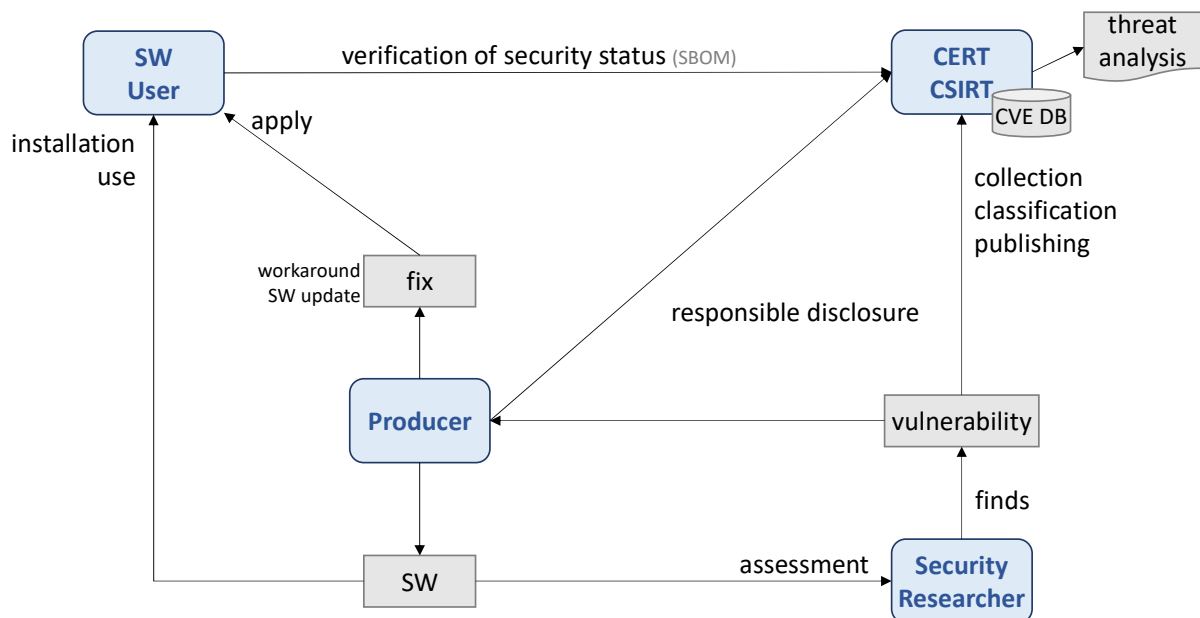 threat
analysis
SW
User
verification of security status (SBOM)
CERT
CSIRT
CVE DB
apply
installation
use
collection
classification
publishing
workaround
SW update
fix
responsible disclosure
Producer
vulnerability
finds
assessment
SW
Security
Researcher